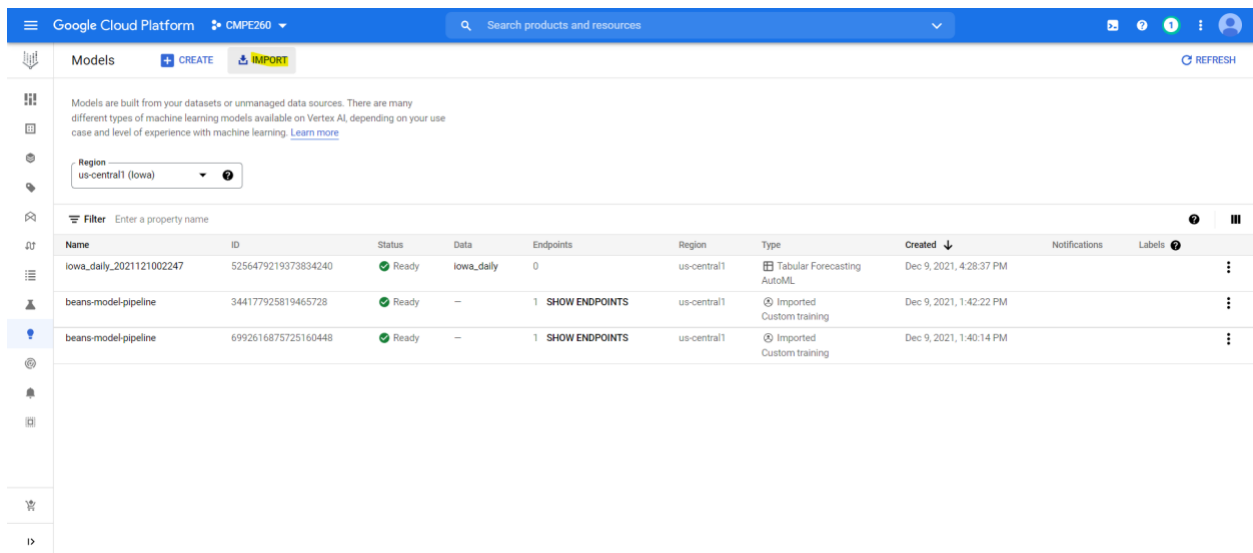 Google Cloud Platform CMPE260 Search products and resources 1
Models CREATE IMPORT REFRESH
Models are built from your datasets or unmanaged data sources. There are many
different types of machine learning models available on Vertex AI, depending on your use
case and level of experience with machine learning. Learn more
Region
us-central1 (Iowa)
Filter Enter a property name
Name ID Status Data Endpoints Region Type Created Notifications Labels
iowa_daily_2021121002247 5256479219373834240 Ready iowa_daily 0 us-central1 Tabular Forecasting Dec 9, 2021, 4:28:37 PM
AutoML
beans-model-pipeline 344177925819465728 Ready – 1 SHOW ENDPOINTS us-central1 Imported Dec 9, 2021, 1:42:22 PM
Custom training
beans-model-pipeline 6992616875725160448 Ready – 1 SHOW ENDPOINTS us-central1 Imported Dec 9, 2021, 1:40:14 PM
Custom training